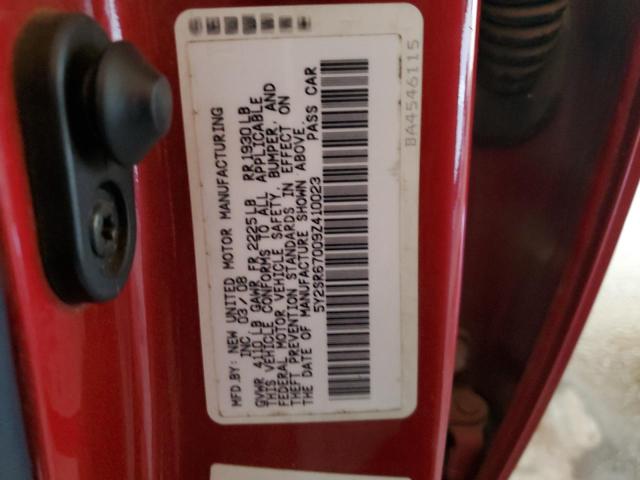 MFD.BY: NEW UNITED MOTOR MANUFACTURING
INC 03/08
GVWR 4110LB GAWR FR 2225LB RR1930LB
THIS VEHICLE CONFORMS TO ALL APPLICABLE
FEDERAL MOTOR VEHICLE SAFETY, BUMPER, AND
THEFT PREVENTION STANDARDS IN EFFECT ON
THE DATE OF MANUFACTURE SHOWN ABOVE.
5Y2SR67009Z410023 PASS CAR
BA4546115